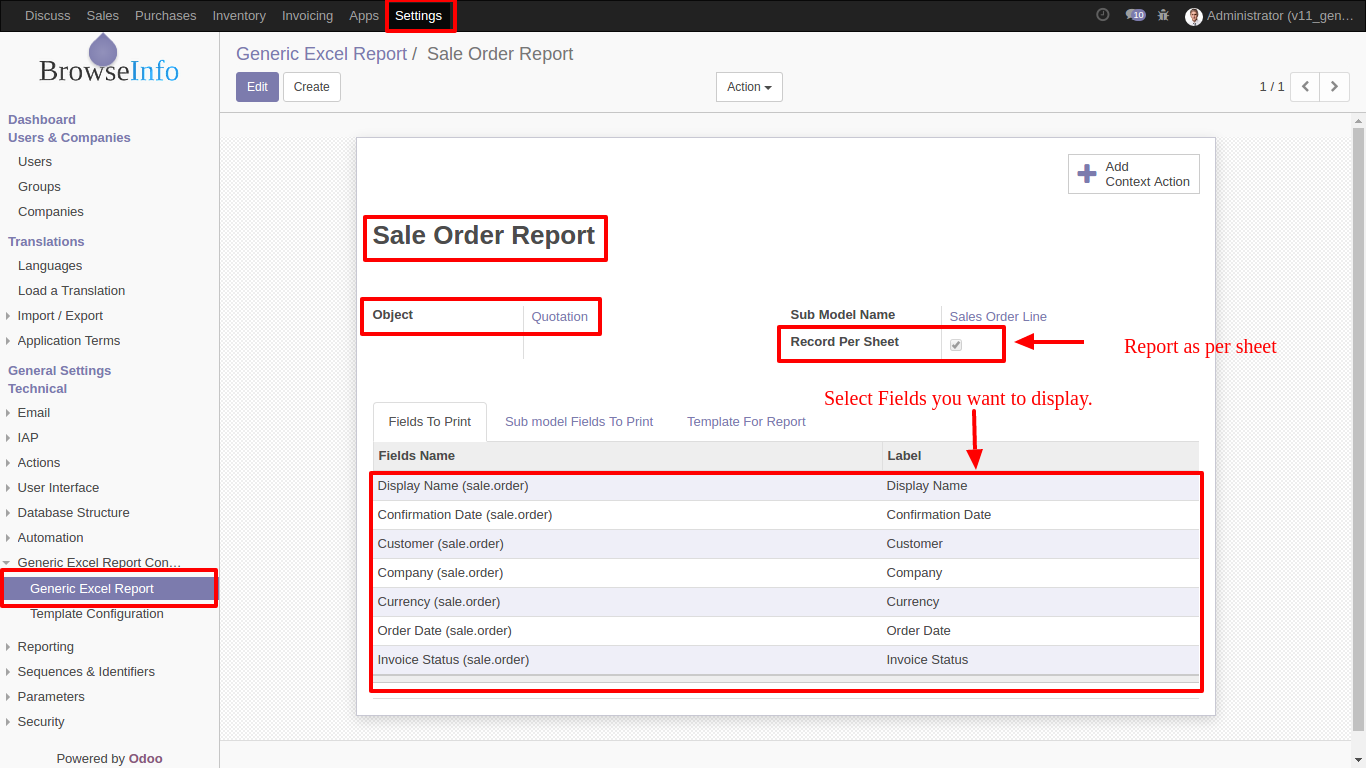 Discuss Sales Purchases Inventory Invoicing Apps Settings 10 Administrator (v11_gen…
BrowseInfo
Dashboard
Users & Companies
Users
Groups
Companies
Translations
Languages
Load a Translation
Import / Export
Application Terms
General Settings
Technical
Email
IAP
Actions
User Interface
Database Structure
Automation
Generic Excel Report Con…
Generic Excel Report
Template Configuration
Reporting
Sequences & Identifiers
Parameters
Security
Powered by Odoo
Generic Excel Report / Sale Order Report
Edit Create Action 1 / 1
Add
Context Action
Sale Order Report
Object Quotation
Sub Model Name Sales Order Line
Record Per Sheet
Report as per sheet
Select Fields you want to display.
Fields To Print Sub model Fields To Print Template For Report
Fields Name Label
Display Name (sale.order) Display Name
Confirmation Date (sale.order) Confirmation Date
Customer (sale.order) Customer
Company (sale.order) Company
Currency (sale.order) Currency
Order Date (sale.order) Order Date
Invoice Status (sale.order) Invoice Status